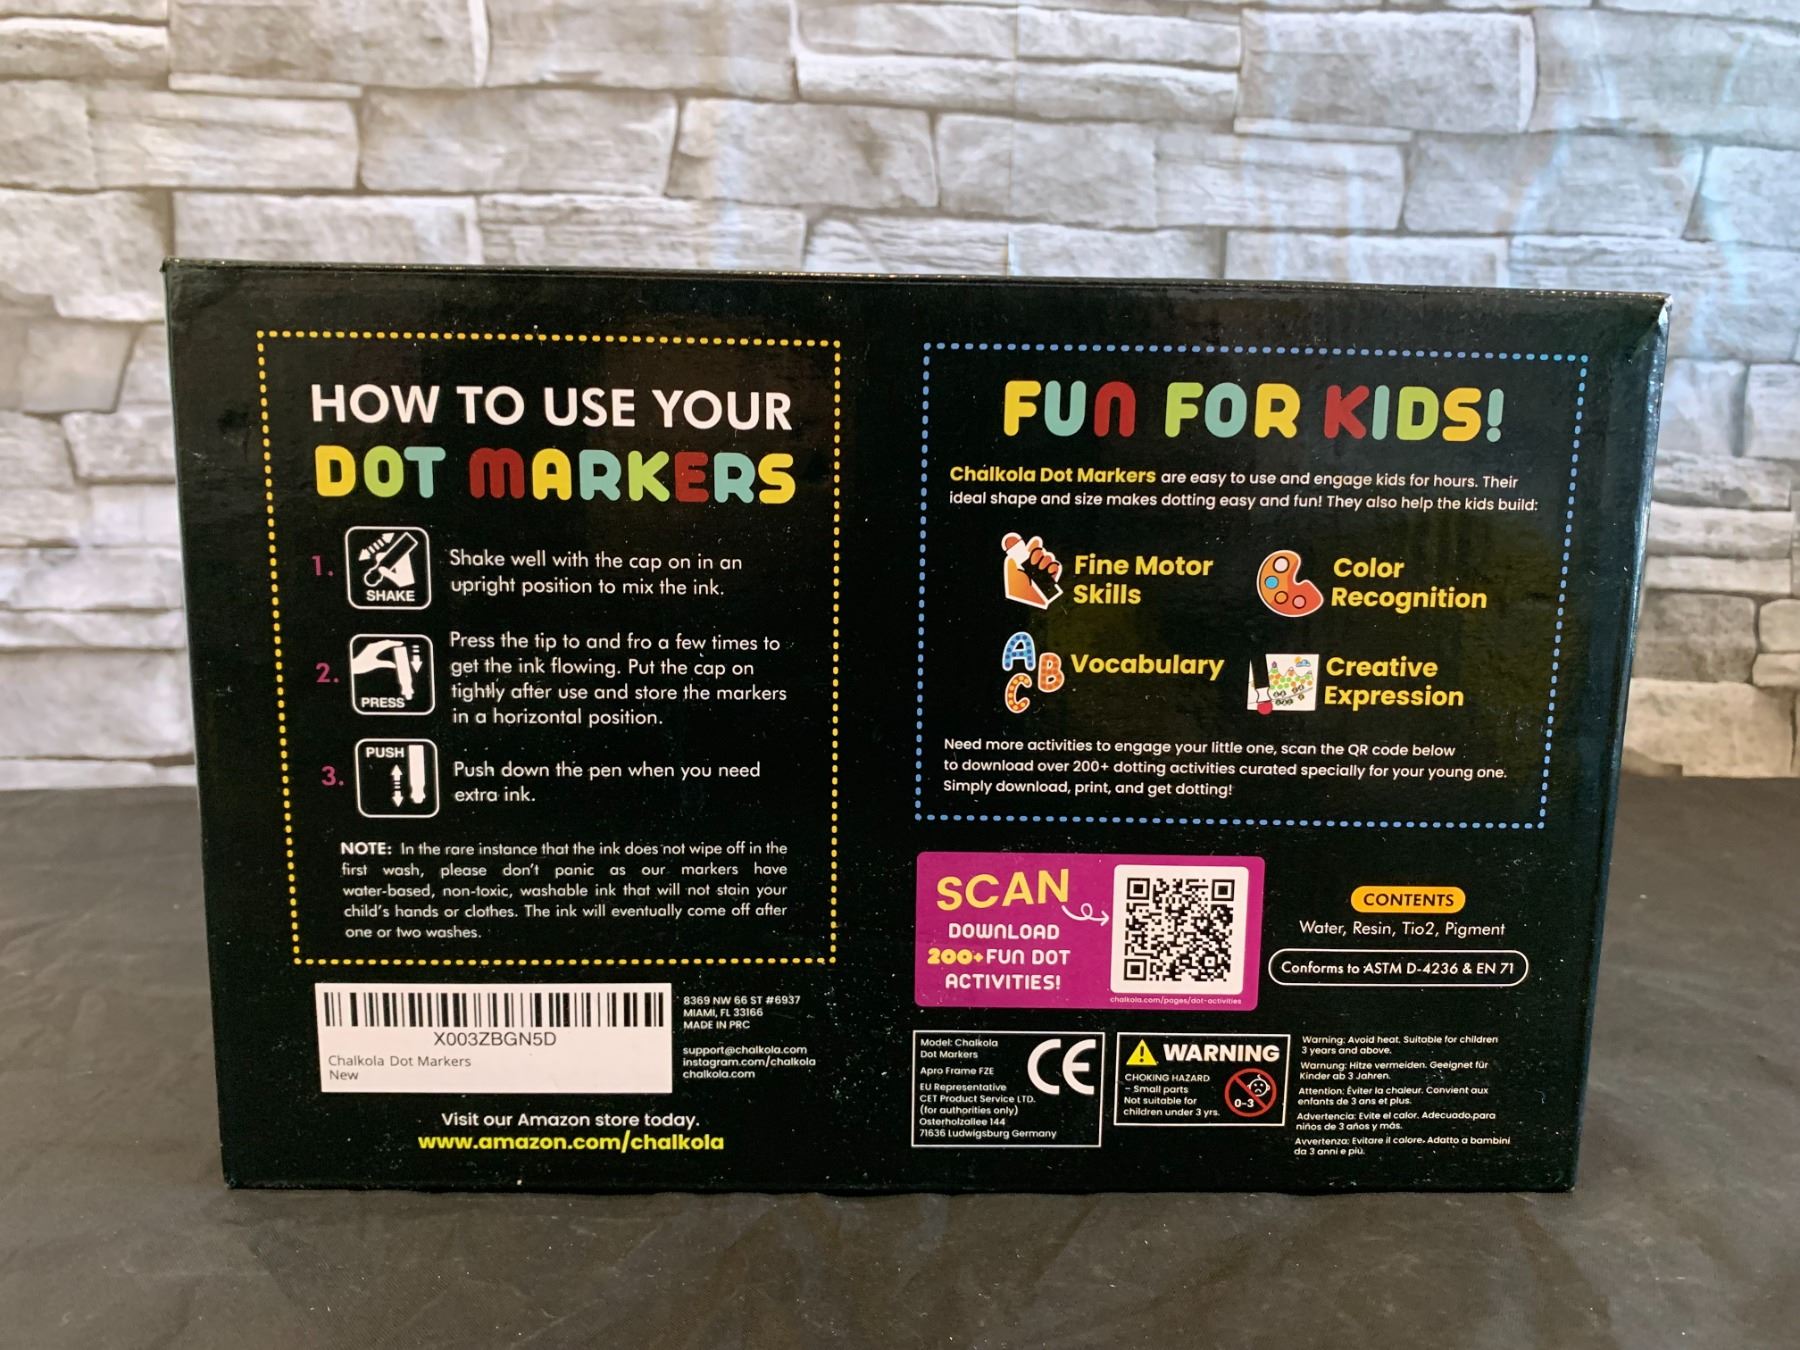 HOW TO USE YOUR
DOT MARKERS
1.
SHAKE
Shake well with the cap on in an
upright position to mix the ink.
2.
PRESS
Press the tip to and fro a few times to
get the ink flowing. Put the cap on
tightly after use and store the markers
in a horizontal position.
3.
PUSH
Push down the pen when you need
extra ink.
NOTE: In the rare instance that the ink does not wipe off in the
first wash, please don't panic as our markers have
water-based, non-toxic, washable ink that will not stain your
child's hands or clothes. The ink will eventually come off after
one or two washes.
X003ZBGN5D
Chalkola Dot Markers
New
8369 NW 66 ST #6937
MIAMI, FL 33166
MADE IN PRC
support@chalkola.com
instagram.com/chalkola
chalkola.com
Visit our Amazon store today.
www.amazon.com/chalkola
FUN FOR KIDS!
Chalkola Dot Markers are easy to use and engage kids for hours. Their
ideal shape and size makes dotting easy and fun! They also help the kids build:
Fine Motor
Skills
Color
Recognition
A
B
C
Vocabulary
Creative
Expression
Need more activities to engage your little one, scan the QR code below
to download over 200+ dotting activities curated specially for your young one.
Simply download, print, and get dotting!
SCAN
DOWNLOAD
200+ FUN DOT
ACTIVITIES!
chalkola.com/pages/dot-activities
CONTENTS
Water, Resin, Tio2, Pigment
Conforms to ASTM D-4236 & EN 71
Model: Chalkola
Dot Markers
Apro Frame FZE
EU Representative
CET Product Service LTD.
(for authorities only)
Osterholzallee 144
71636 Ludwigsburg Germany
CE
WARNING
CHOKING HAZARD
- Small parts
Not suitable for
children under 3 yrs.
0-3
Warning: Avoid heat. Suitable for children
3 years and above.
Warnung: Hitze vermeiden. Geeignet für
Kinder ab 3 Jahren.
Attention: Éviter la chaleur. Convient aux
enfants de 3 ans et plus.
Advertencia: Evite el calor. Adecuado para
niños de 3 años y más.
Avvertenza: Evitare il calore. Adatto a bambini
da 3 anni e più.